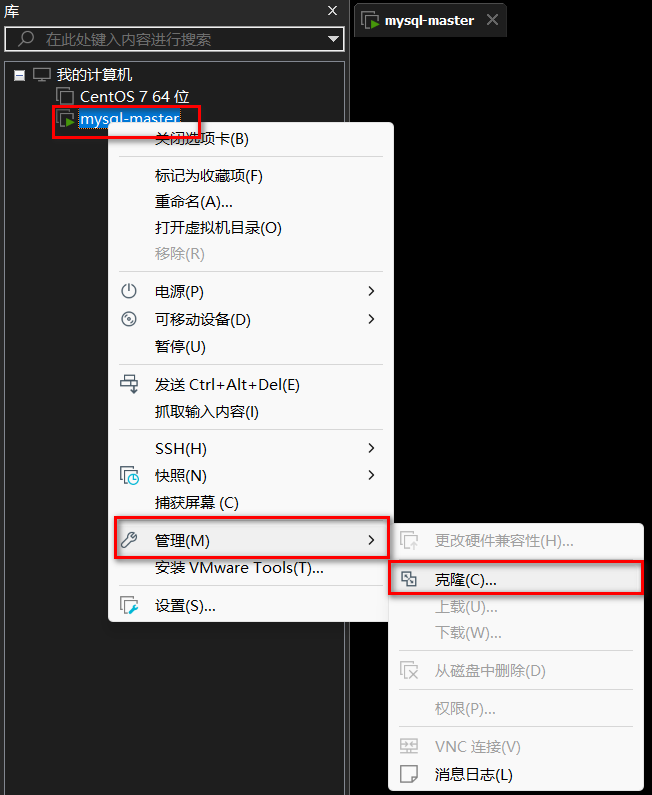 库
mysql-master
在此处键入内容进行搜索
我的计算机
CentOS 7 64 位
mysql-master
关闭选项卡(B)
标记为收藏项(F)
重命名(A)...
打开虚拟机目录(O)
移除(R)
电源(P)
可移动设备(D)
暂停(U)
发送 Ctrl+Alt+Del(E)
抓取输入内容(I)
SSH(H)
快照(N)
捕获屏幕 (C)
管理(M)
安装 VMware Tools(T)...
设置(S)...
更改硬件兼容性(H)...
克隆(C)...
上载(U)...
下载(W)...
从磁盘中删除(D)
权限(P)...
VNC 连接(V)
消息日志(L)